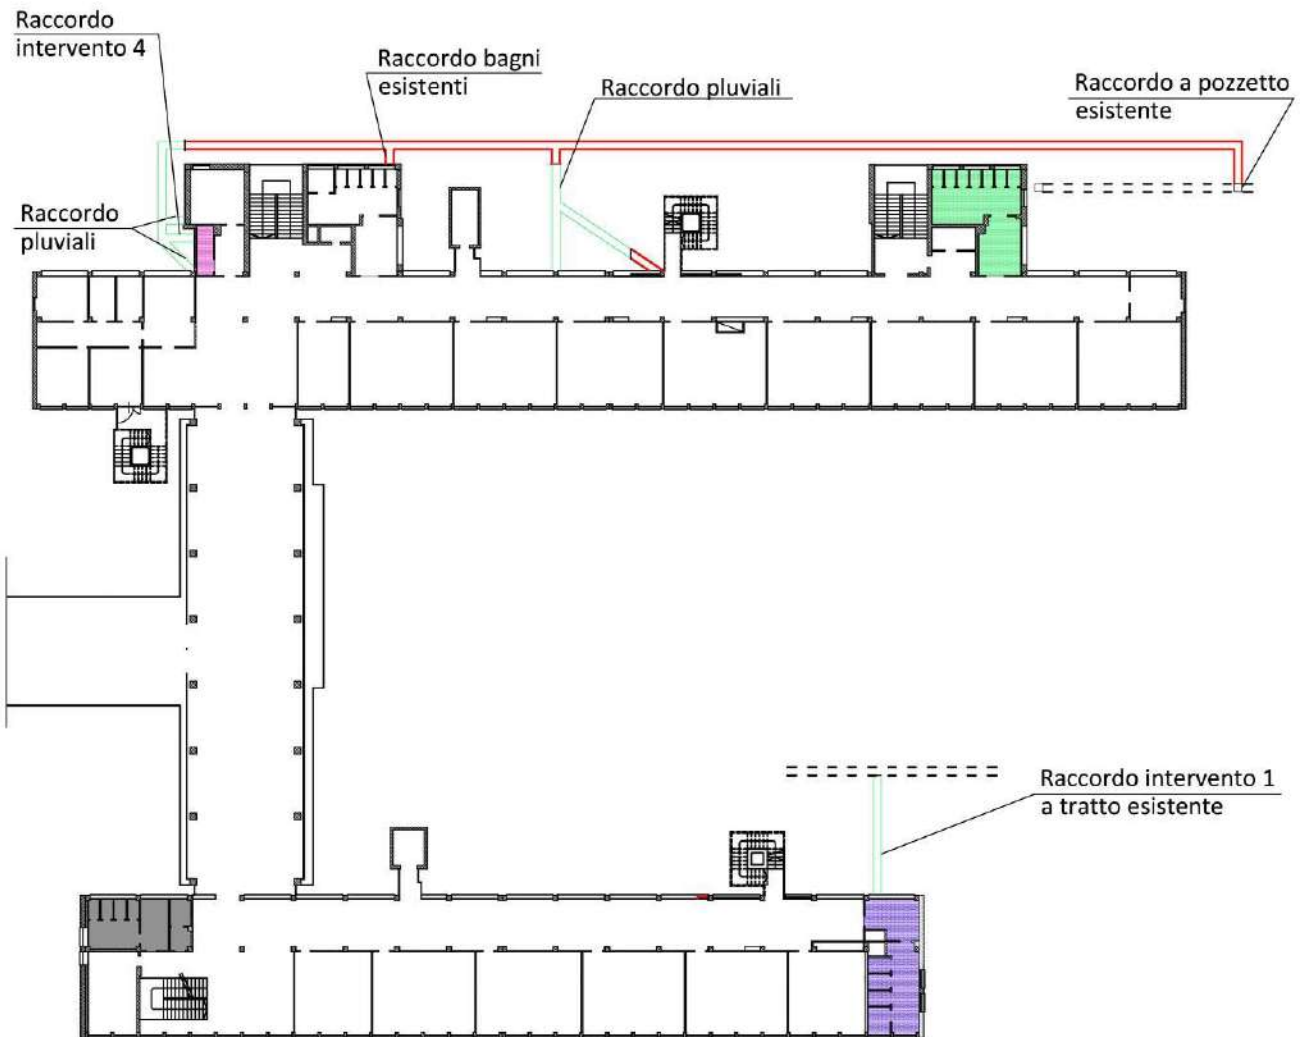 Raccordo
intervento 4
Raccordo bagni
esistenti
Raccordo pluviali
Raccordo a pozzetto
esistente
Raccordo
pluviali
Raccordo intervento 1
a tratto esistente